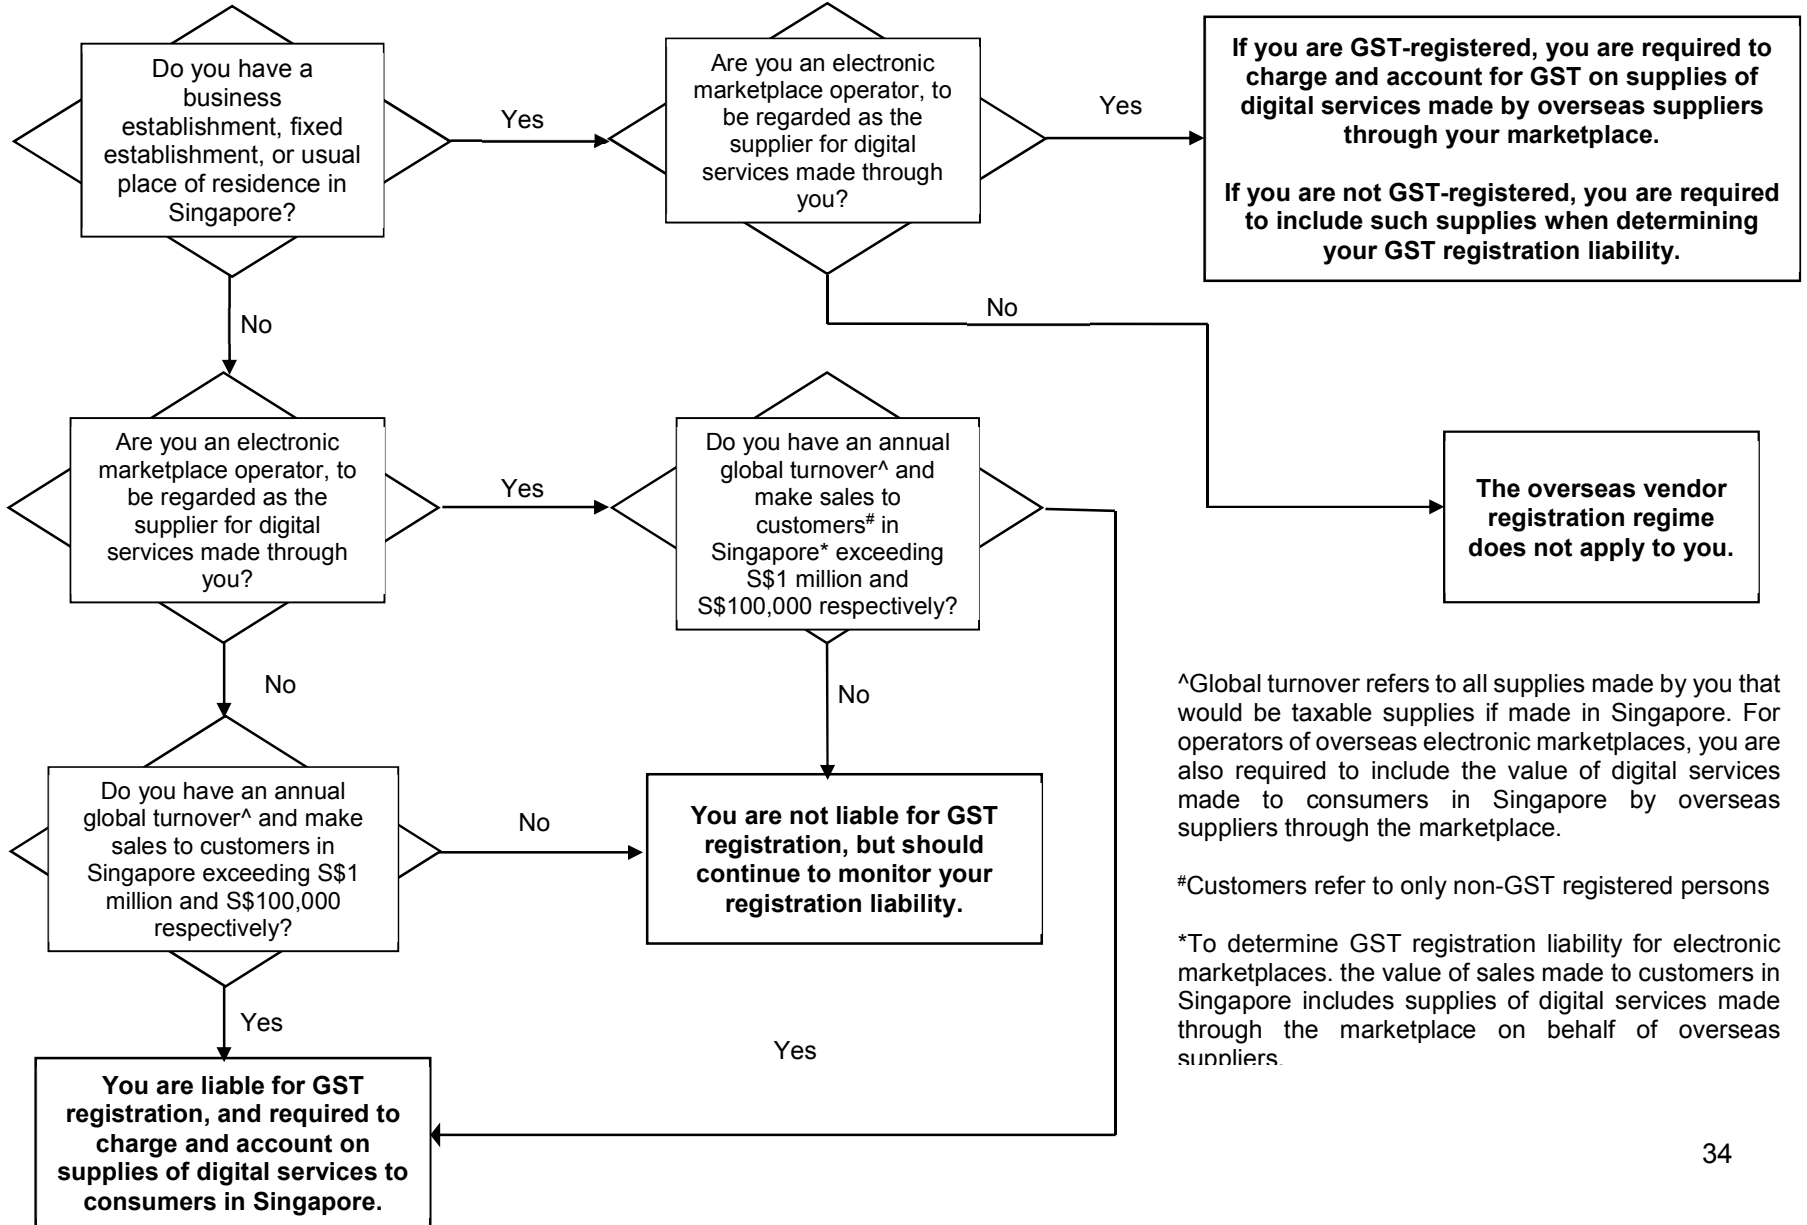 Do you have a
business
establishment, fixed
establishment, or usual
place of residence in
Singapore?
Yes
Are you an electronic
marketplace operator, to
be regarded as the
supplier for digital
services made through
you?
Yes
If you are GST-registered, you are required to
charge and account for GST on supplies of
digital services made by overseas suppliers
through your marketplace.
If you are not GST-registered, you are required
to include such supplies when determining
your GST registration liability.
No
No
Are you an electronic
marketplace operator, to
be regarded as the
supplier for digital
services made through
you?
Yes
Do you have an annual
global turnover^ and
make sales to
customers# in
Singapore* exceeding
S$1 million and
S$100,000 respectively?
The overseas vendor
registration regime
does not apply to you.
No
No
Do you have an annual
global turnover^ and make
sales to customers in
Singapore exceeding S$1
million and S$100,000
respectively?
No
You are not liable for GST
registration, but should
continue to monitor your
registration liability.
^Global turnover refers to all supplies made by you that
would be taxable supplies if made in Singapore. For
operators of overseas electronic marketplaces, you are
also required to include the value of digital services
made to consumers in Singapore by overseas
suppliers through the marketplace.
#Customers refer to only non-GST registered persons
*To determine GST registration liability for electronic
marketplaces. the value of sales made to customers in
Singapore includes supplies of digital services made
through the marketplace on behalf of overseas
suppliers.
Yes
Yes
You are liable for GST
registration, and required to
charge and account on
supplies of digital services to
consumers in Singapore.
34